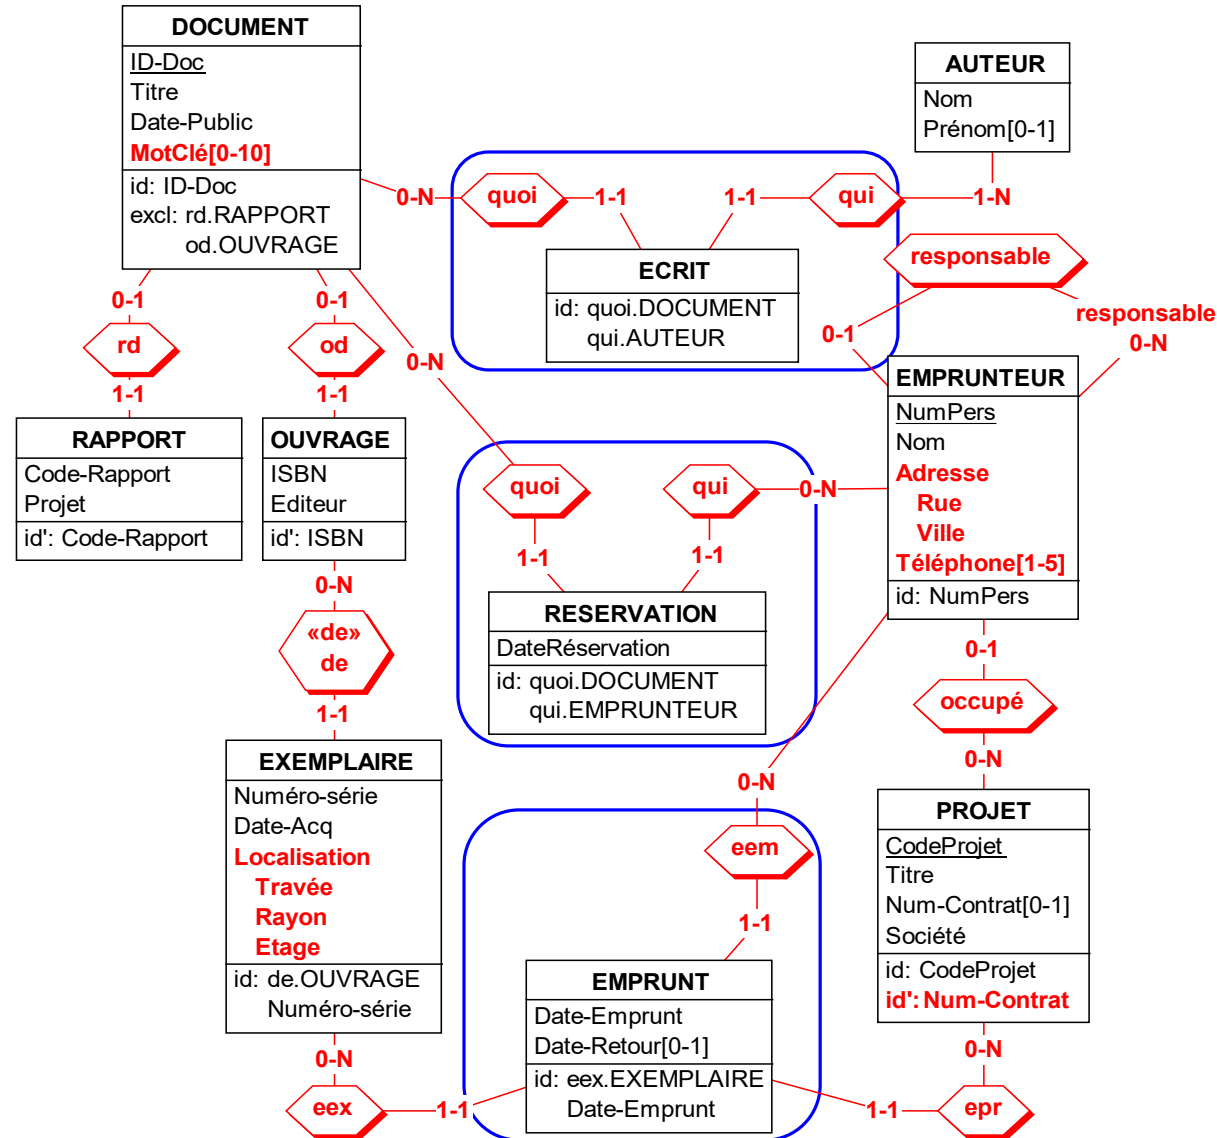 DOCUMENT
ID-Doc
Titre
Date-Public
MotClé[0-10]
id: ID-Doc
excl: rd.RAPPORT
od.OUVRAGE
AUTEUR
Nom
Prénom[0-1]
0-N
quoi
1-1
1-1
qui
1-N
ECRIT
id: quoi.DOCUMENT
qui.AUTEUR
responsable
0-1
responsable
0-N
0-1
rd
1-1
0-1
od
1-1
0-N
RAPPORT
Code-Rapport
Projet
id': Code-Rapport
OUVRAGE
ISBN
Editeur
id': ISBN
EMPRUNTEUR
NumPers
Nom
Adresse
Rue
Ville
Téléphone[1-5]
id: NumPers
quoi
1-1
qui
0-N
1-1
RESERVATION
DateRéservation
id: quoi.DOCUMENT
qui.EMPRUNTEUR
0-N
«de»
de
1-1
0-1
occupé
0-N
EXEMPLAIRE
Numéro-série
Date-Acq
Localisation
Travée
Rayon
Etage
id: de.OUVRAGE
Numéro-série
0-N
eem
1-1
PROJET
CodeProjet
Titre
Num-Contrat[0-1]
Société
id: CodeProjet
id': Num-Contrat
EMPRUNT
Date-Emprunt
Date-Retour[0-1]
id: eex.EXEMPLAIRE
Date-Emprunt
0-N
eex
1-1
1-1
0-N
epr